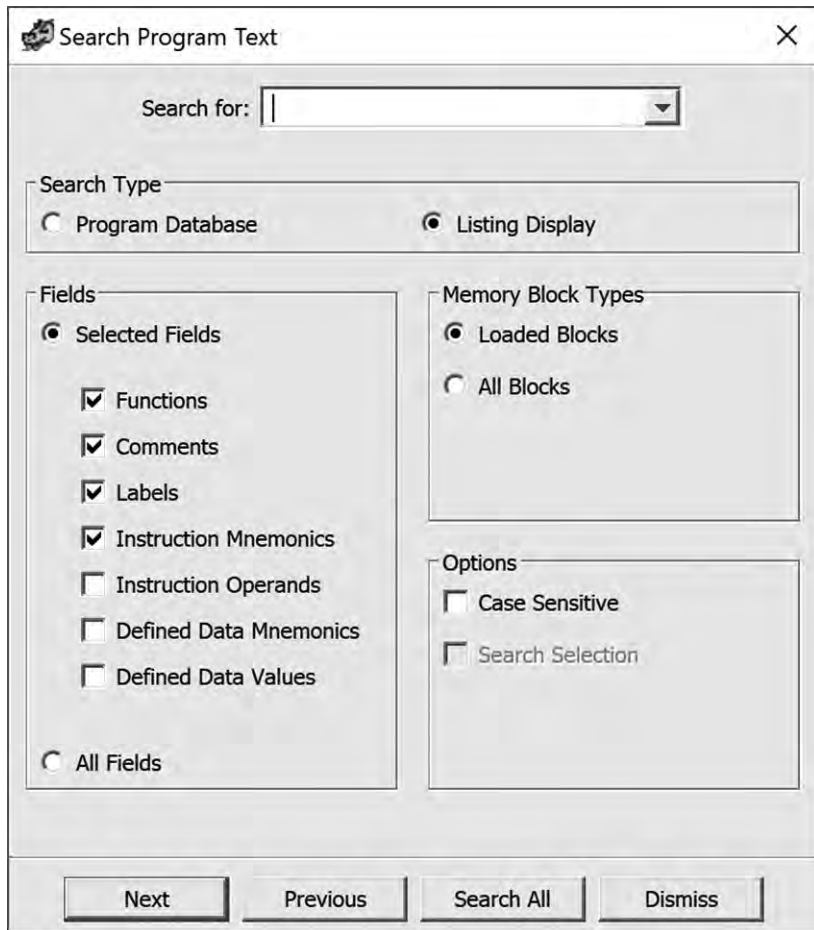 Search Program Text
Search for:
Search Type
Program Database
Listing Display
Fields
Selected Fields
Functions
Comments
Labels
Instruction Mnemonics
Instruction Operands
Defined Data Mnemonics
Defined Data Values
All Fields
Memory Block Types
Loaded Blocks
All Blocks
Options
Case Sensitive
Search Selection
Next
Previous
Search All
Dismiss